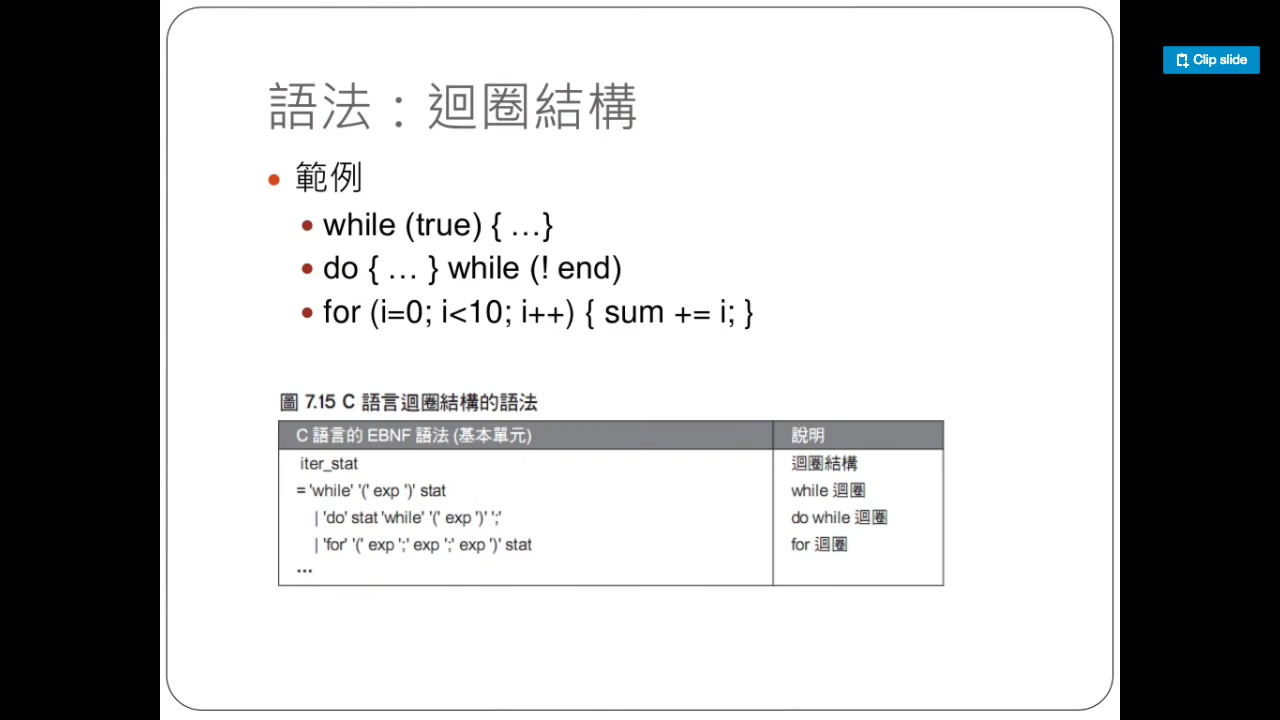 Clip slide
語法：迴圈結構
範例
while (true) { …}
do { … } while (! end)
for (i=0; i<10; i++) { sum += i; }
圖 7.15 C 語言迴圈結構的語法
C 語言的 EBNF 語法 (基本單元) 說明
iter_stat 迴圈結構
= 'while' '(' exp ')' stat while 迴圈
| 'do' stat 'while' '(' exp ')' ';' do while 迴圈
| 'for' '(' exp ';' exp ';' exp ')' stat for 迴圈
...